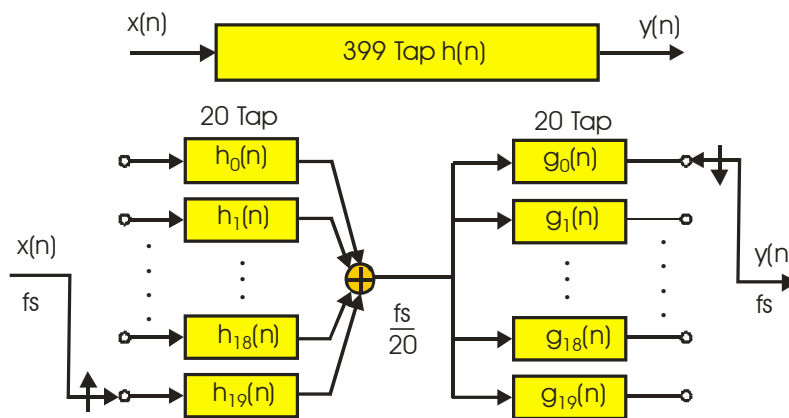 x(n)
399 Tap h(n)
y(n)
20 Tap
20 Tap
h0(n)
g0(n)
h1(n)
g1(n)
x(n)
fs
y(n
fs
fs
20
h18(n)
g18(n)
h19(n)
g19(n)